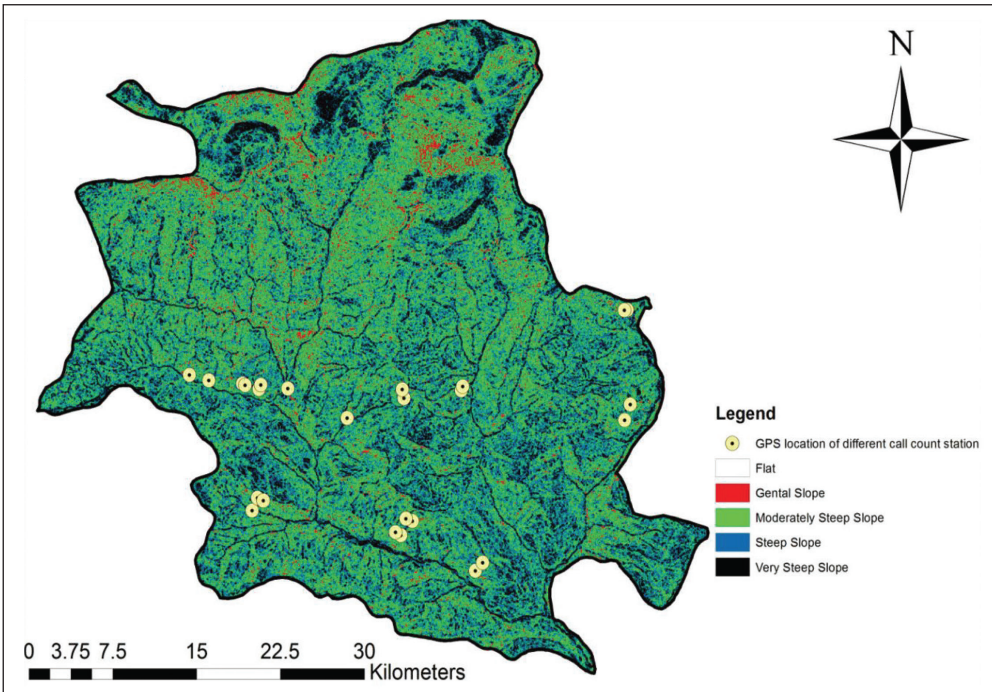 N
Legend
GPS location of different call count station
Flat
Gental Slope
Moderately Steep Slope
Steep Slope
Very Steep Slope
0 3.75 7.5 15 22.5 30
Kilometers